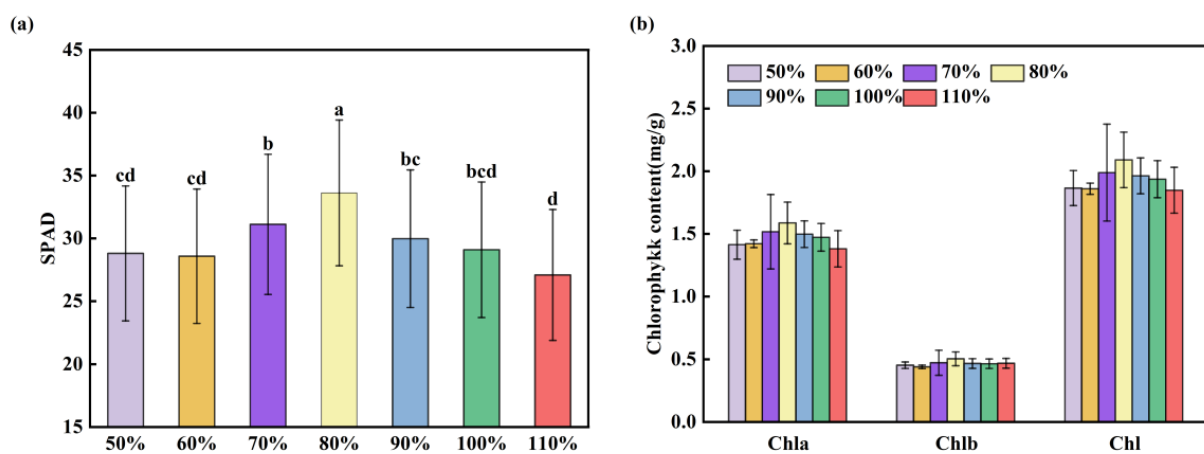 (a)
45
40
35
30
25
20
15
SPAD
cd
cd
b
a
bc
bcd
d
50% 60% 70% 80% 90% 100% 110%
(b)
3.0
2.5
2.0
1.5
1.0
0.5
0.0
Chlorophykk content(mg/g)
50% 60% 70% 80%
90% 100% 110%
Chla Chlb Chl